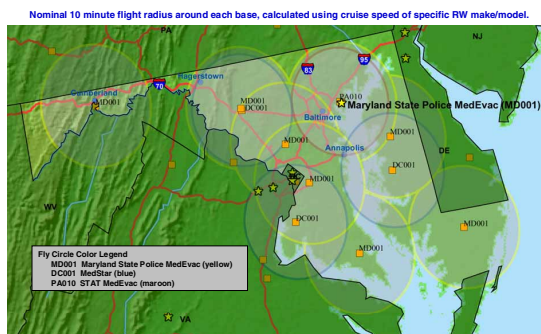 Nominal 10 minute flight radius around each base, calculated using cruise speed of specific RW make/model.
PA
NJ
95
83
Hagerstown
Cumberland
70
MD001
MD001
DC001
PA010
Maryland State Police MedEvac (MD001)
Baltimore
MD001
MD001
Annapolis
DE
DC001
MD001
WV
DC001
MD001
MD001
Fly Circle Color Legend
MD001 Maryland State Police MedEvac (yellow)
DC001 MedStar (blue)
PA010 STAT MedEvac (maroon)
VA